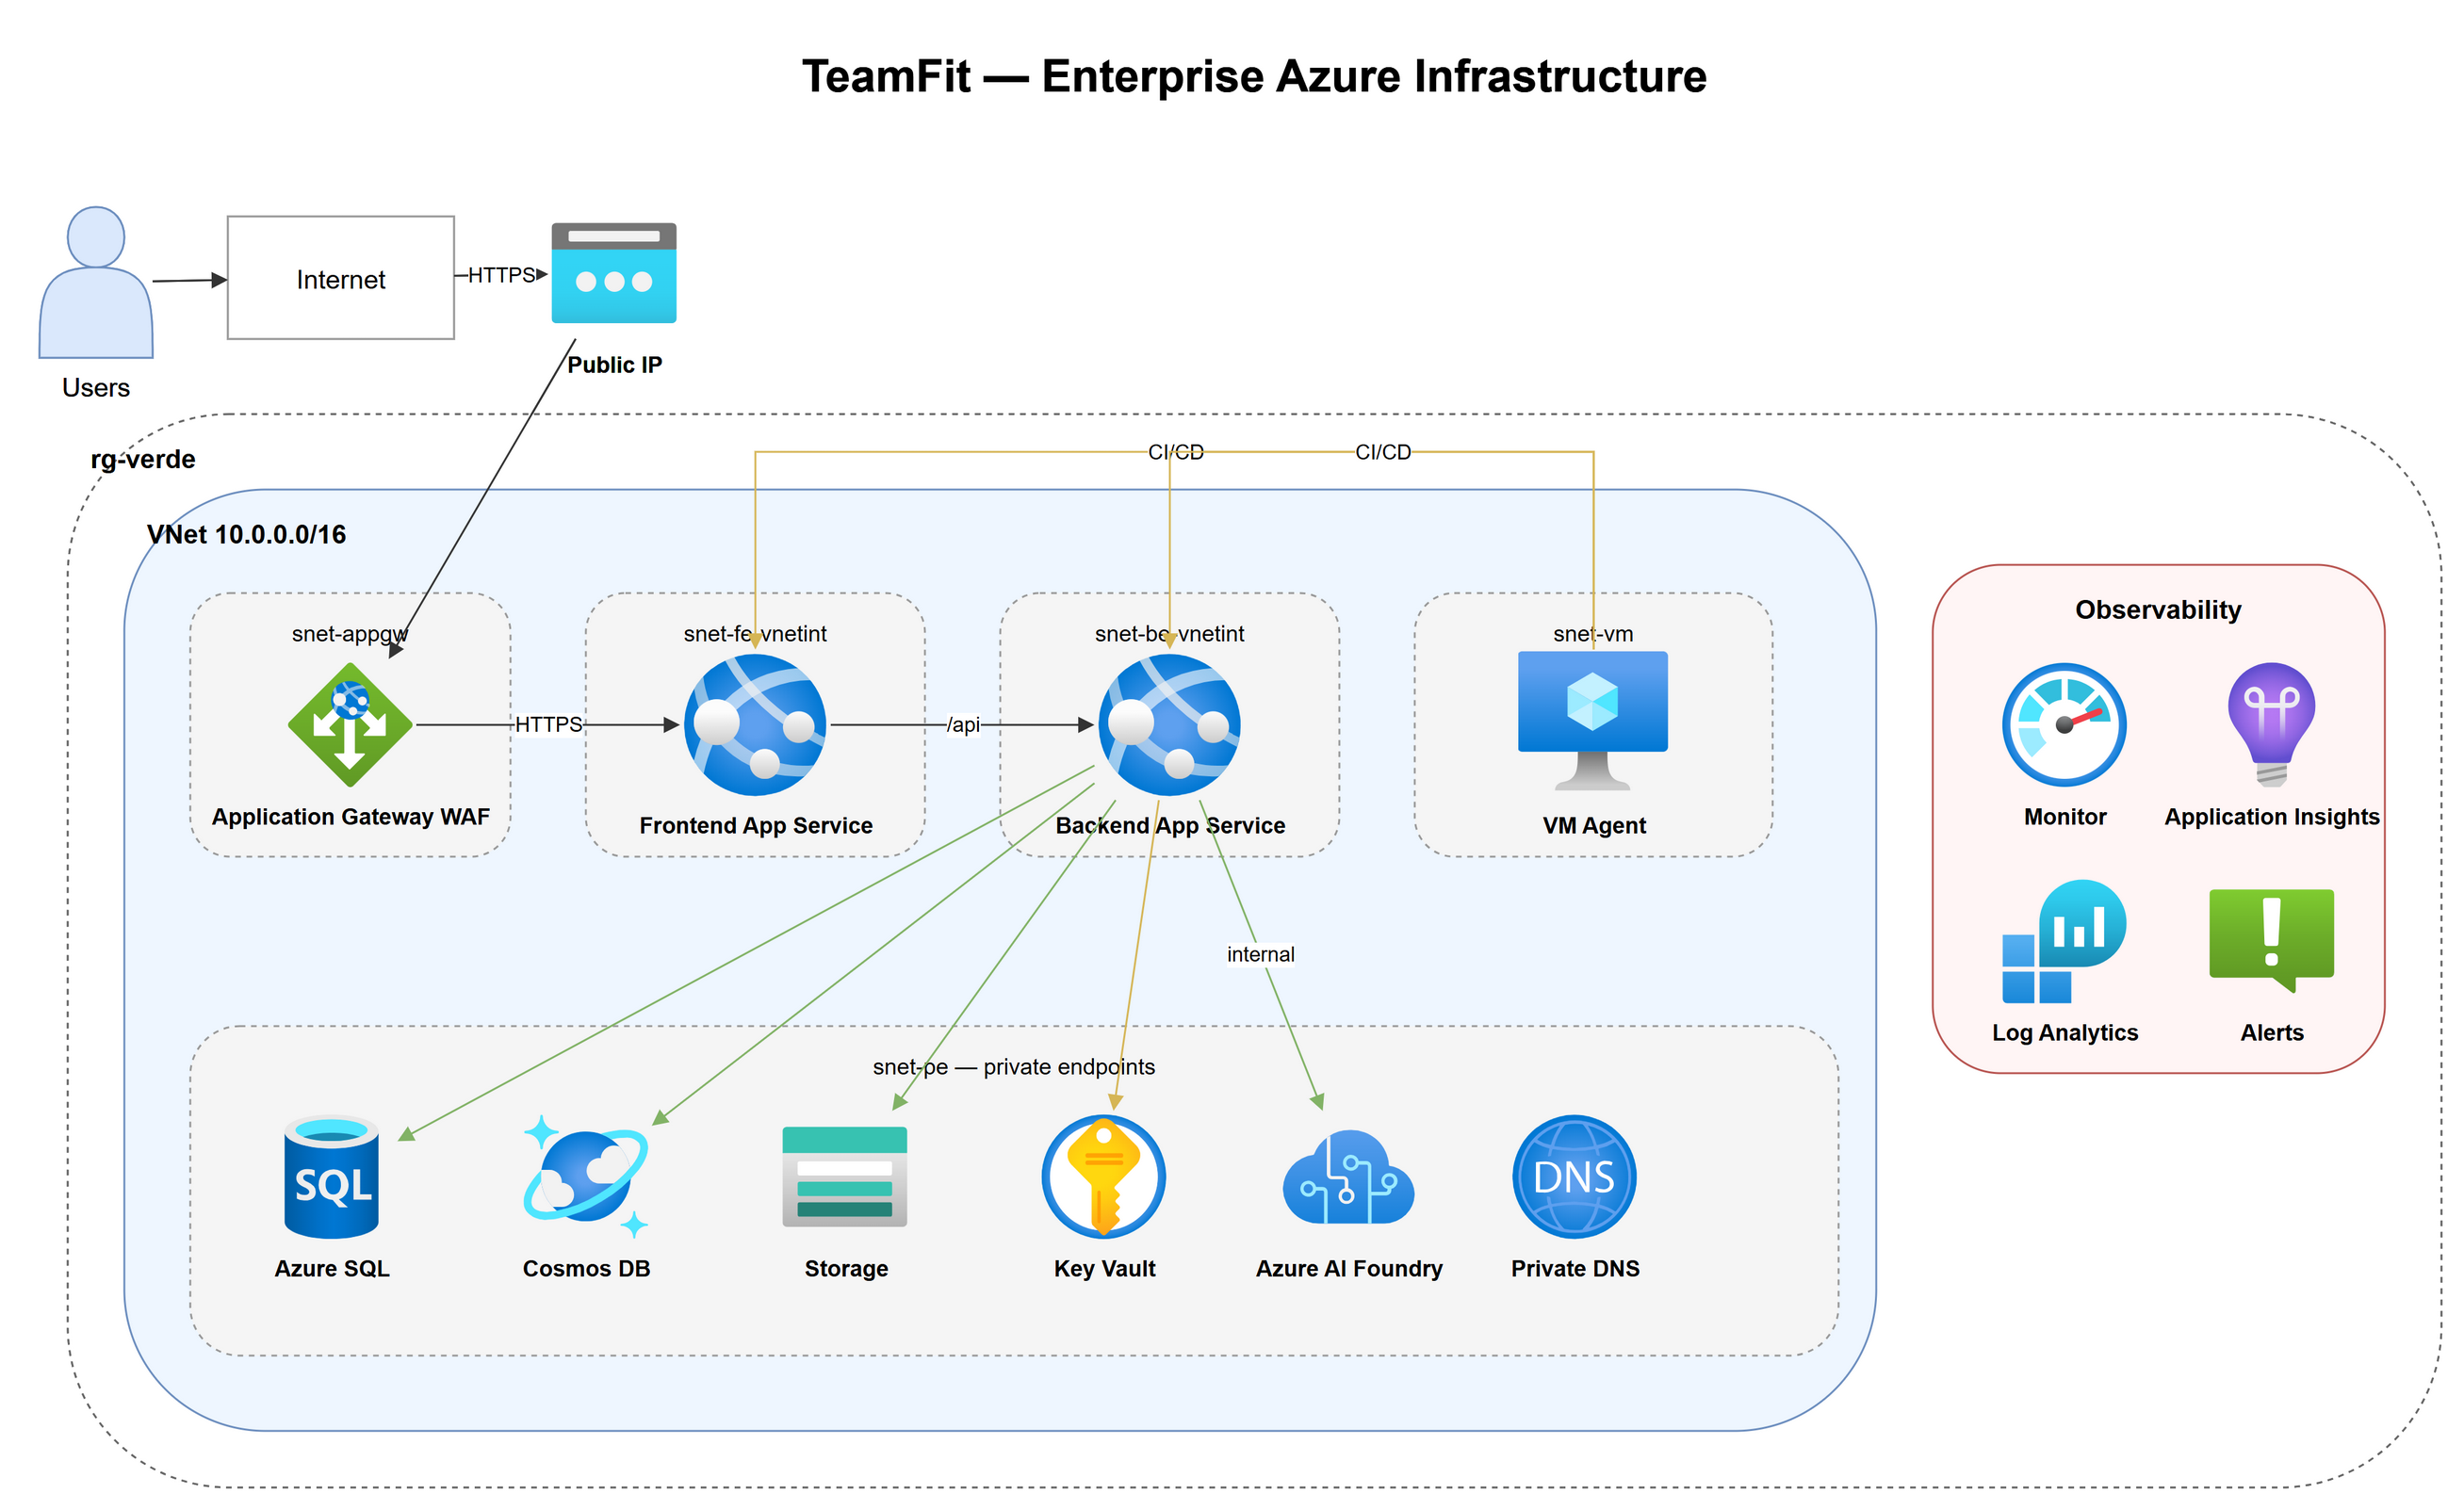 TeamFit — Enterprise Azure Infrastructure
Internet
HTTPS
Public IP
Users
rg-verde
CI/CD
CI/CD
VNet 10.0.0.0/16
snet-appgw
snet-fe-vnetint
snet-be-vnetint
snet-vm
Observability
HTTPS
/api
Application Gateway WAF
Frontend App Service
Backend App Service
VM Agent
Monitor
Application Insights
internal
Log Analytics
Alerts
snet-pe — private endpoints
SQL
DNS
Azure SQL
Cosmos DB
Storage
Key Vault
Azure AI Foundry
Private DNS